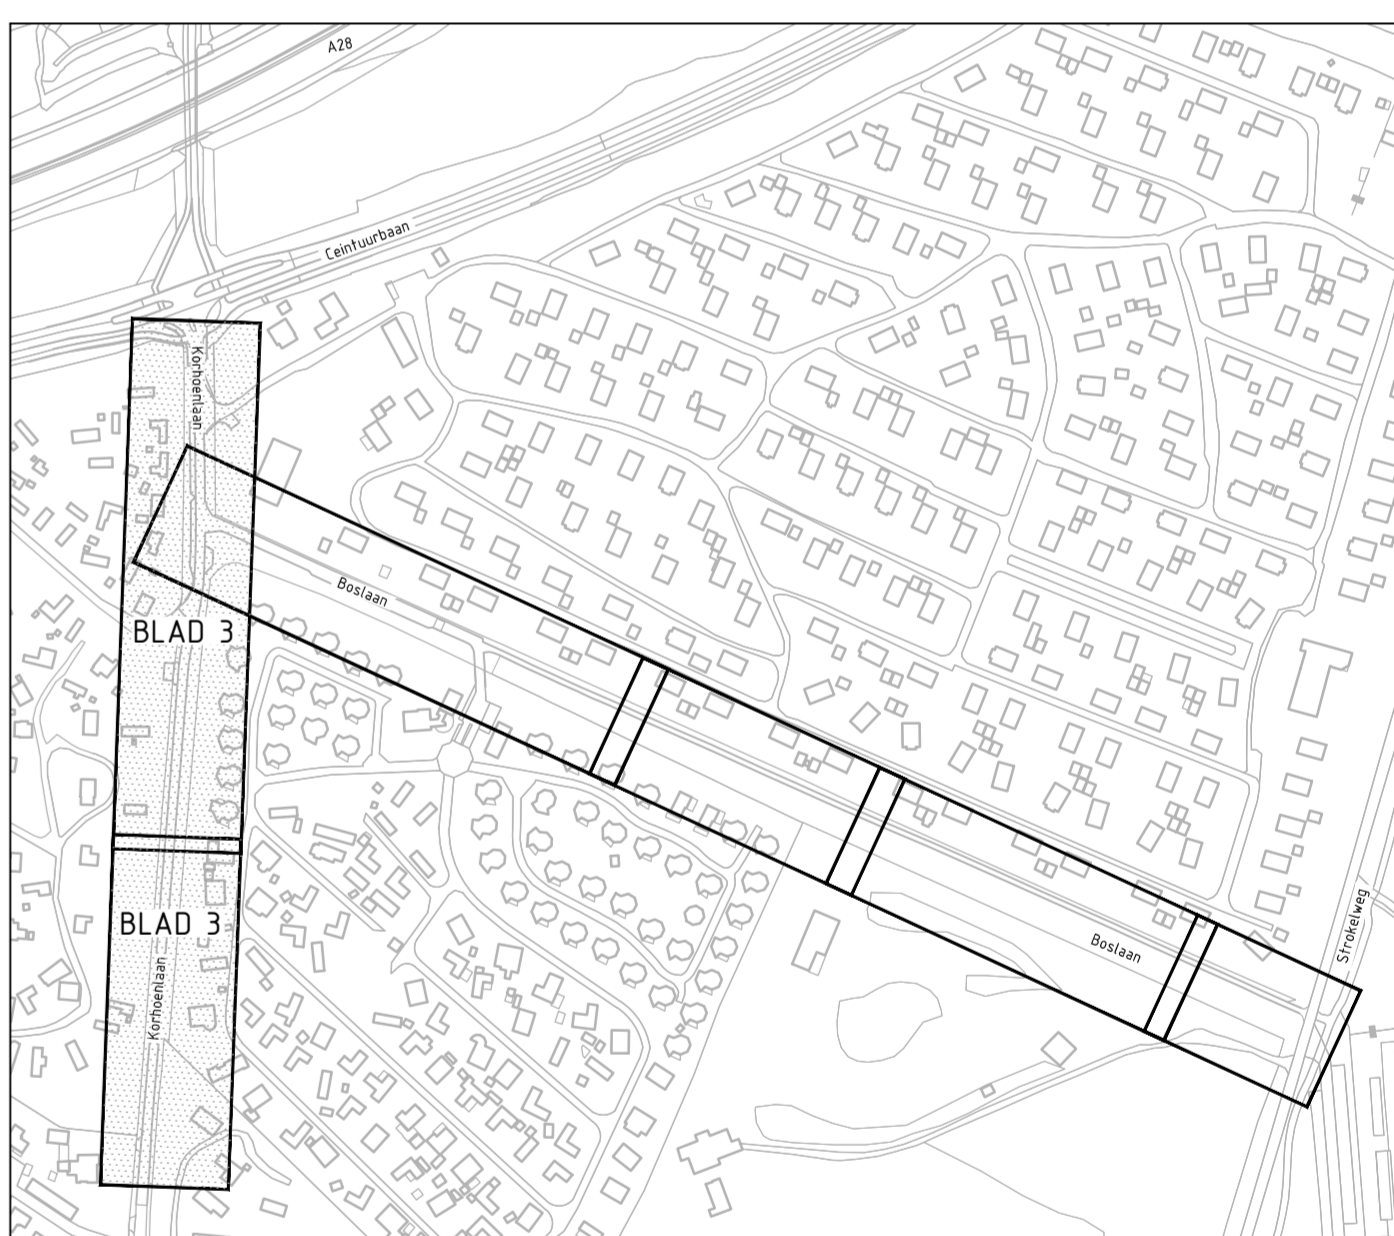 A28
Ceintuurbaan
Korhoenlaan
Boslaan
BLAD 3
BLAD 3
Boslaan
Strokelweg
Korhoenlaan